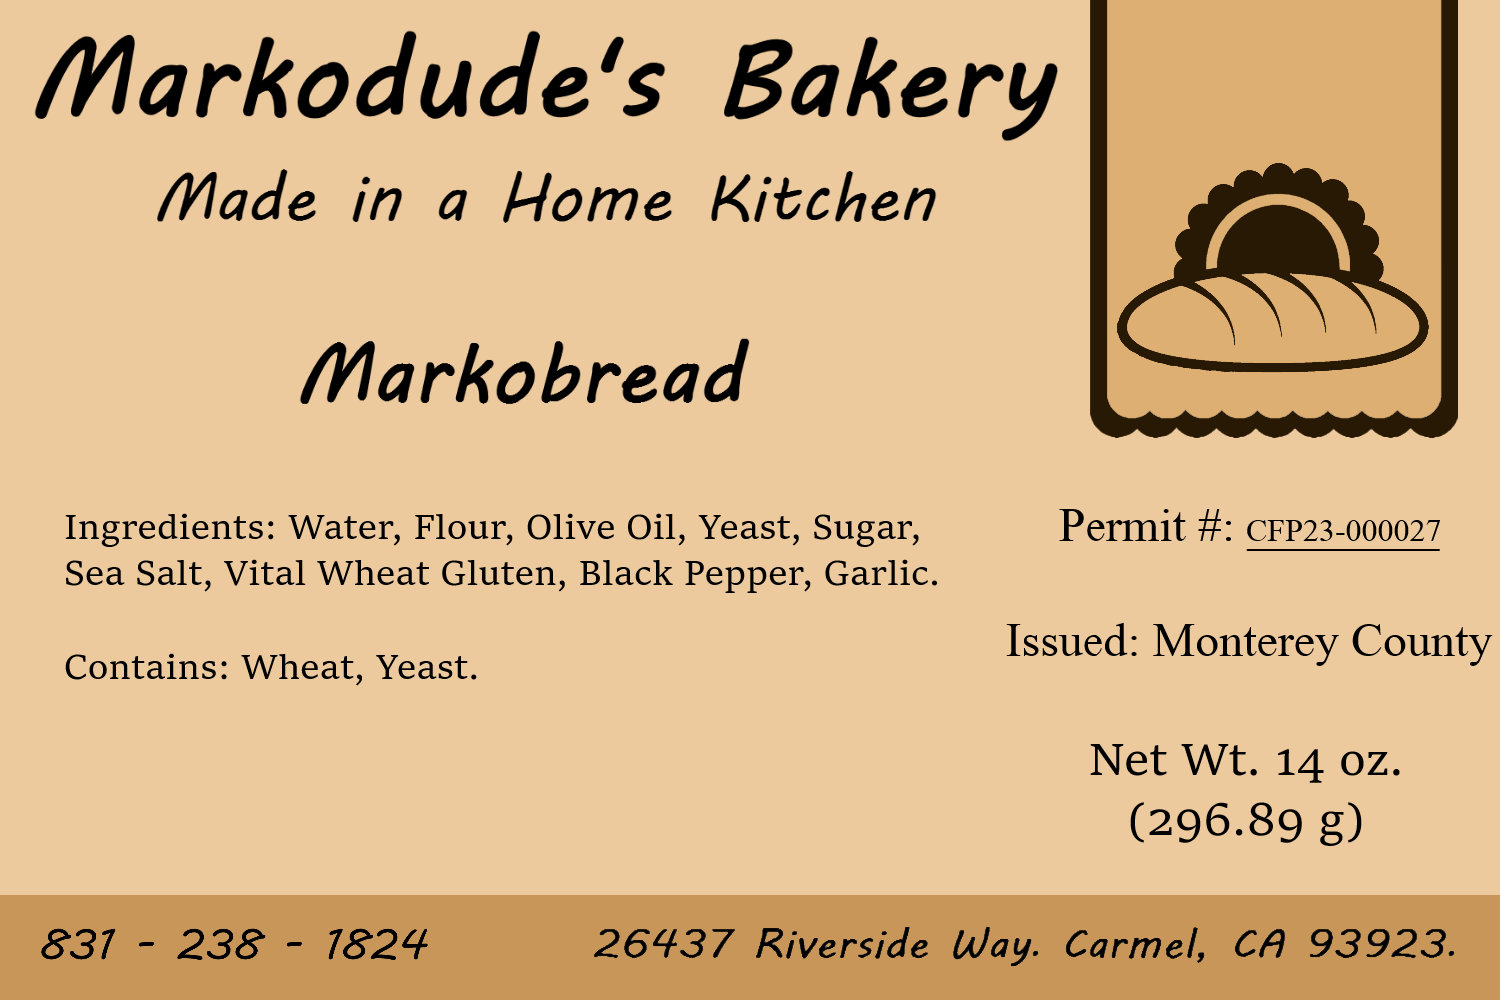 Markodude's Bakery
Made in a Home Kitchen
Markobread
Ingredients: Water, Flour, Olive Oil, Yeast, Sugar,
Sea Salt, Vital Wheat Gluten, Black Pepper, Garlic.
Contains: Wheat, Yeast.
Permit #: CFP23-000027
Issued: Monterey County
Net Wt. 14 oz.
(296.89 g)
831 - 238 - 1824
26437 Riverside Way. Carmel, CA 93923.